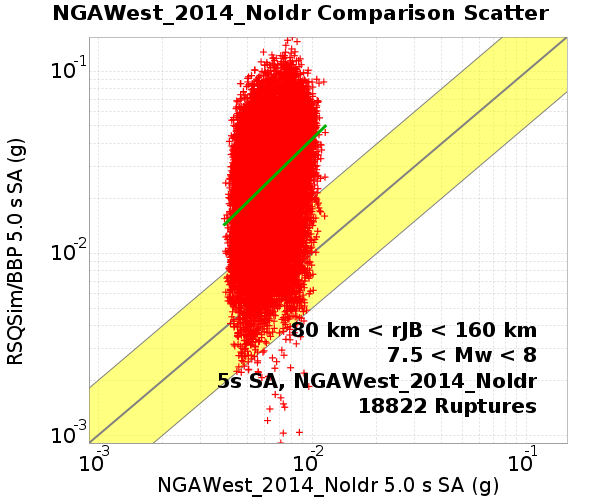 NGAWest_2014_NoIdr Comparison Scatter
RSQSim/BBP 5.0 s SA (g)
10-1
10-2
10-3
80 km < rJB < 160 km
7.5 < Mw < 8
5s SA, NGAWest_2014_NoIdr
18822 Ruptures
10-3 10-2 10-1
NGAWest_2014_NoIdr 5.0 s SA (g)